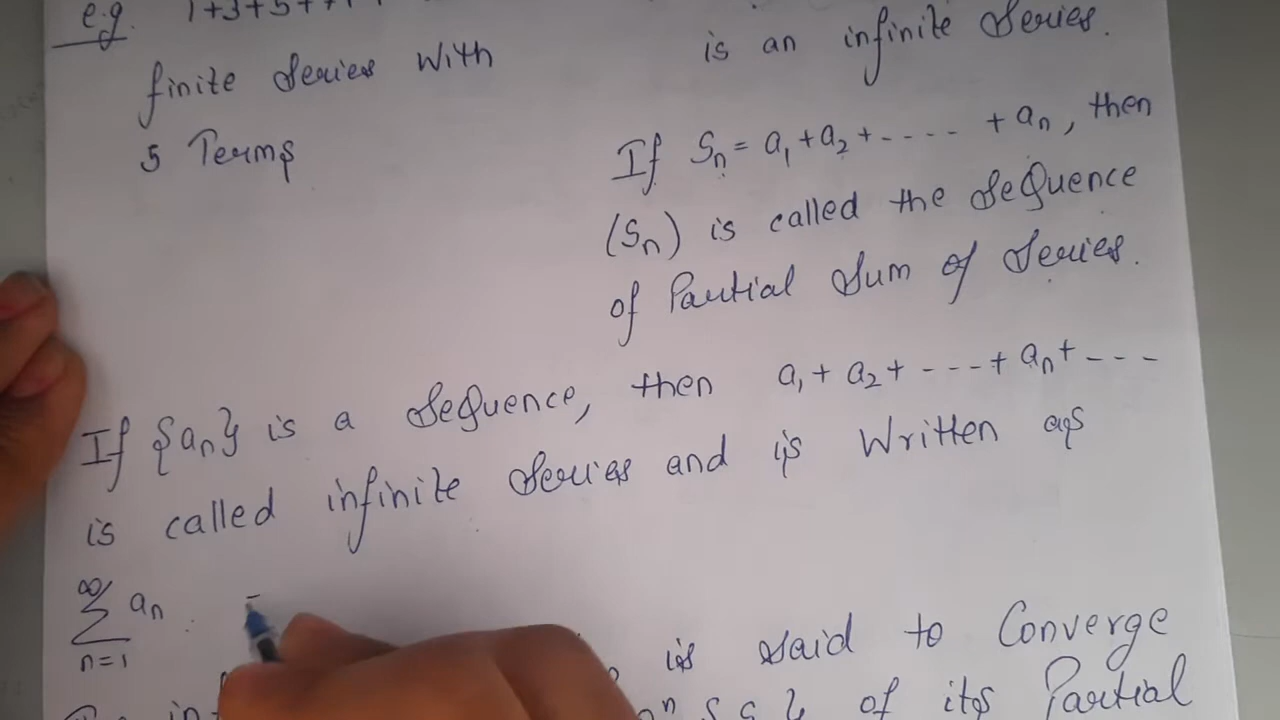 e.g. 1+3+5+7+
finite series with
5 Terms
is an infinite series.
If Sₙ = a₁ + a₂ + ----- + aₙ, then
(Sₙ) is called the sequence
of Partial sum of series.
If {aₙ} is a sequence, then a₁ + a₂ + ---- + aₙ + ---
is called infinite series and is written as
∞
∑ aₙ.
n=1
is said to Converge
of its Partial